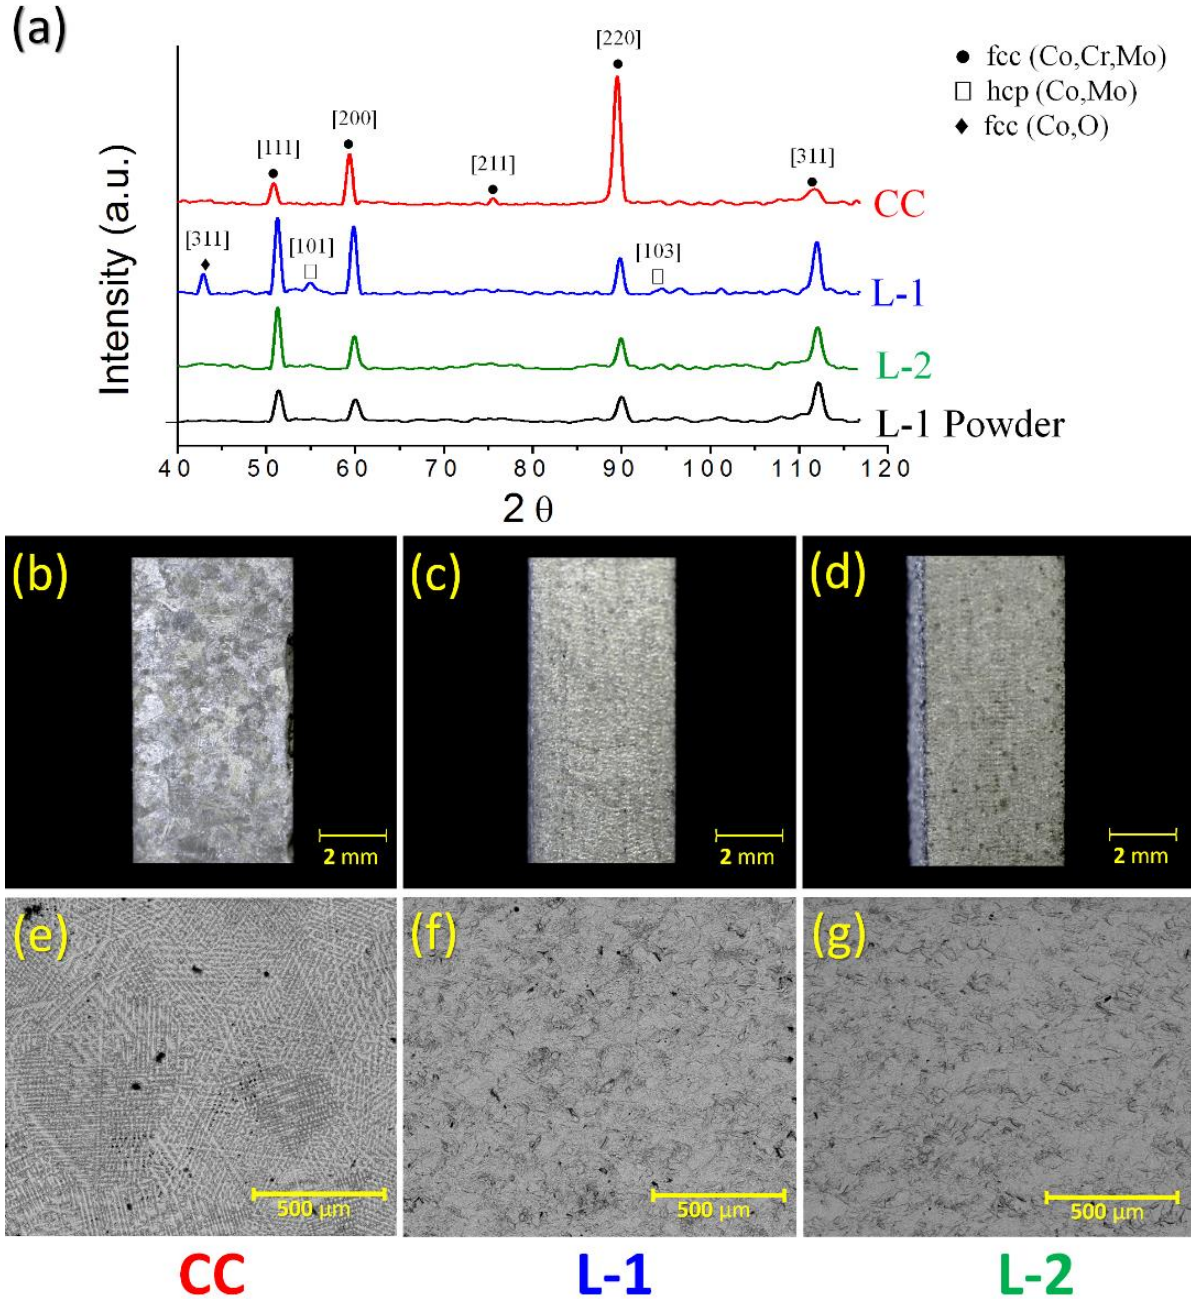 (a)
[220]
● fcc (Co,Cr,Mo)
□ hcp (Co,Mo)
♦ fcc (Co,O)
[200]
[111]
[211]
[311]
CC
[311]
[101]
[103]
L-1
L-2
L-1 Powder
Intensity (a.u.)
40 50 60 70 80 90 100 110 120
2 θ
(b)
2 mm
(c)
2 mm
(d)
2 mm
(e)
500 µm
(f)
500 µm
(g)
500 µm
CC
L-1
L-2